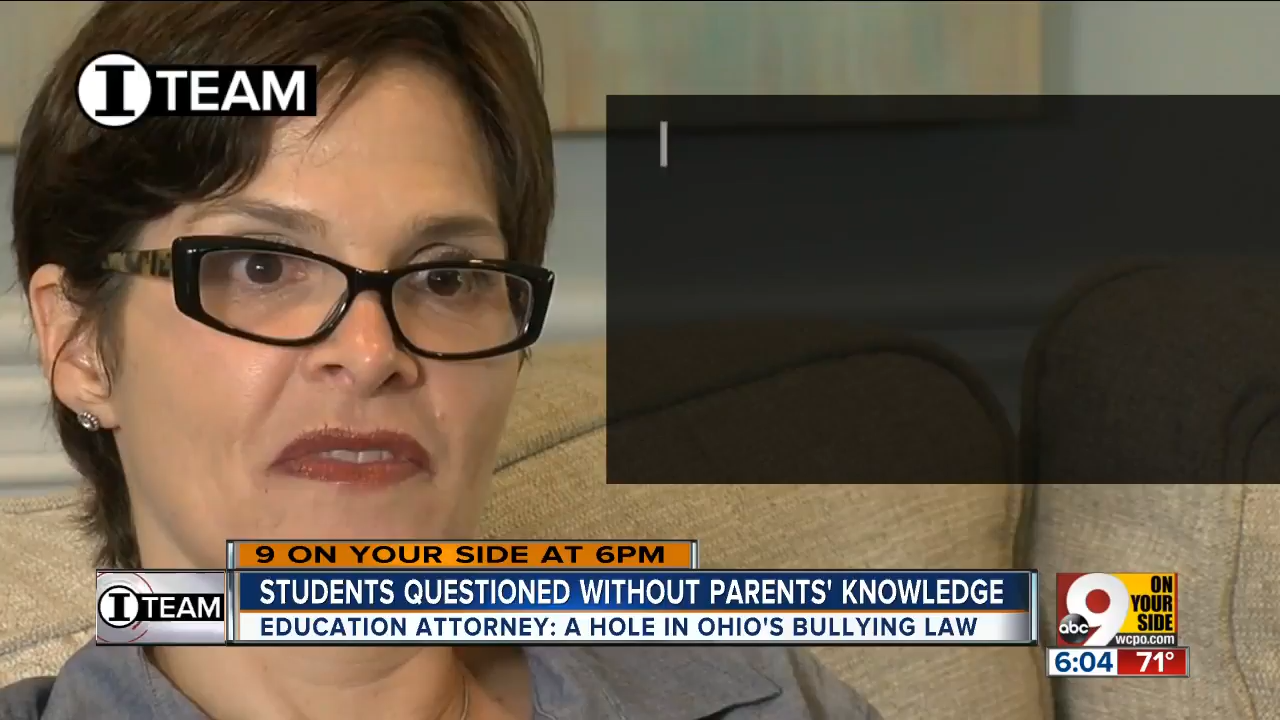 I TEAM
9 ON YOUR SIDE AT 6PM
I TEAM
STUDENTS QUESTIONED WITHOUT PARENTS' KNOWLEDGE
EDUCATION ATTORNEY: A HOLE IN OHIO'S BULLYING LAW
abc 9 ON YOUR SIDE
wcpo.com
6:04 71°